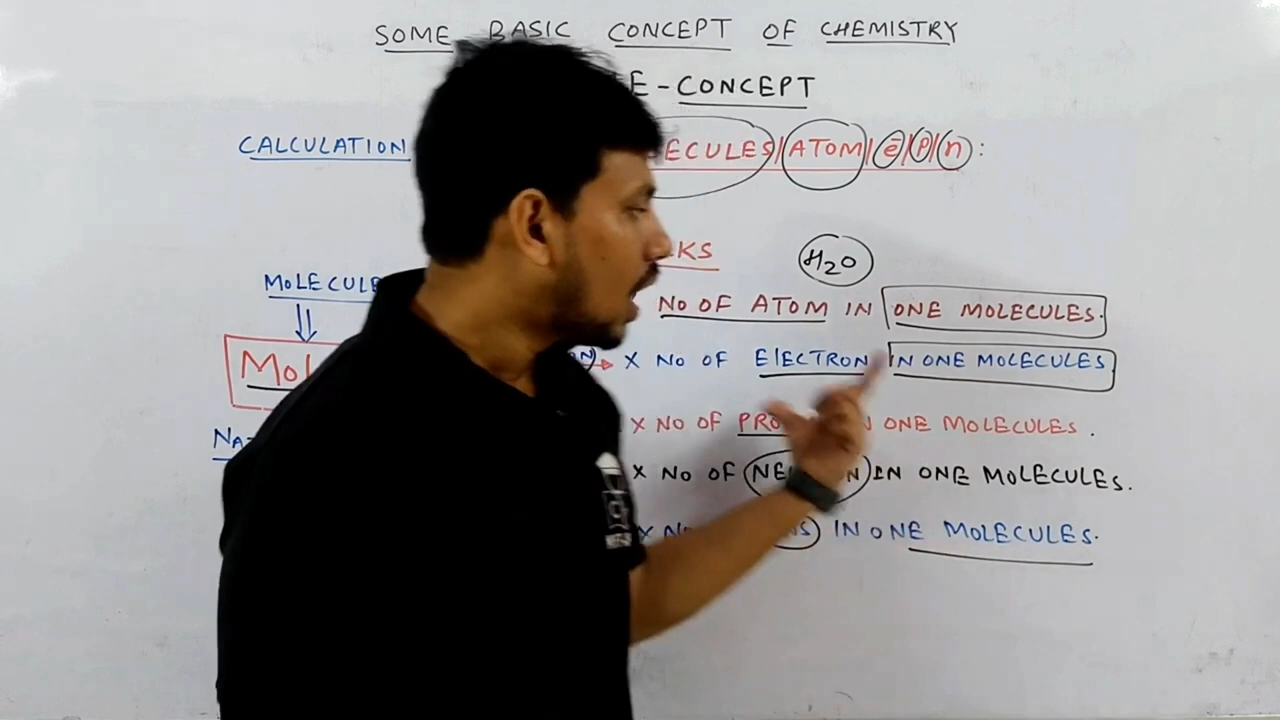 SOME BASIC CONCEPT OF CHEMISTRY
E-CONCEPT
CALCULATION ECULES/ATOM/e̅/P/n:
KS
H2O
MOLECULE
NO OF ATOM IN ONE MOLECULES.
X NO OF ElECTRON IN ONE MOLECULES
Mol
X NO OF PRO N ONE MOLECULES.
NA
X NO OF NE N IN ONE MOLECULES.
X NO NS IN ONE MOLECULES.